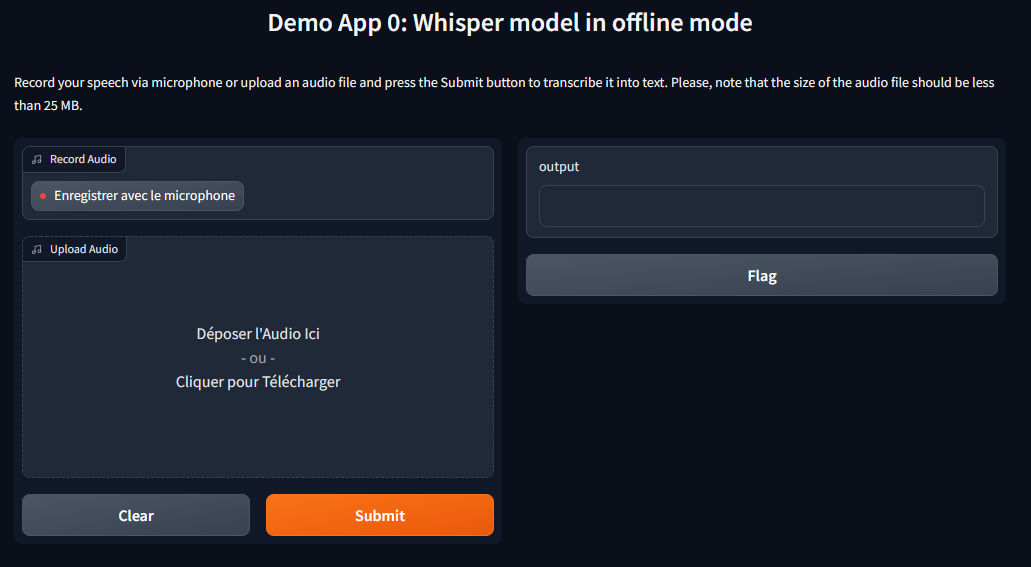 Demo App 0: Whisper model in offline mode
Record your speech via microphone or upload an audio file and press the Submit button to transcribe it into text. Please, note that the size of the audio file should be less
than 25 MB.
Record Audio
Enregistrer avec le microphone
Upload Audio
Déposer l'Audio Ici
- ou -
Cliquer pour Télécharger
Clear
Submit
output
Flag